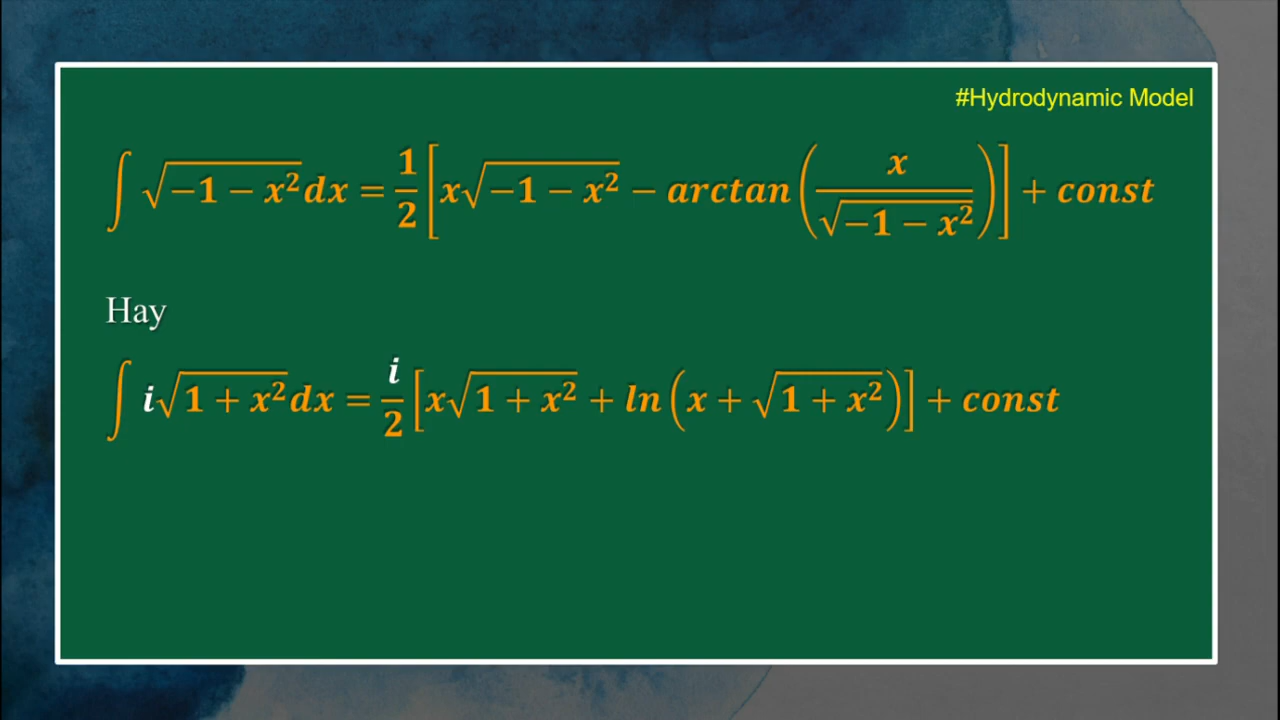 #Hydrodynamic Model
∫ √(−1 − x²) dx = 1/2 [x√(−1 − x²) − arctan (x/√(−1 − x²))] + const
Hay
∫ i√(1 + x²) dx = i/2 [x√(1 + x²) + ln (x + √(1 + x²))] + const